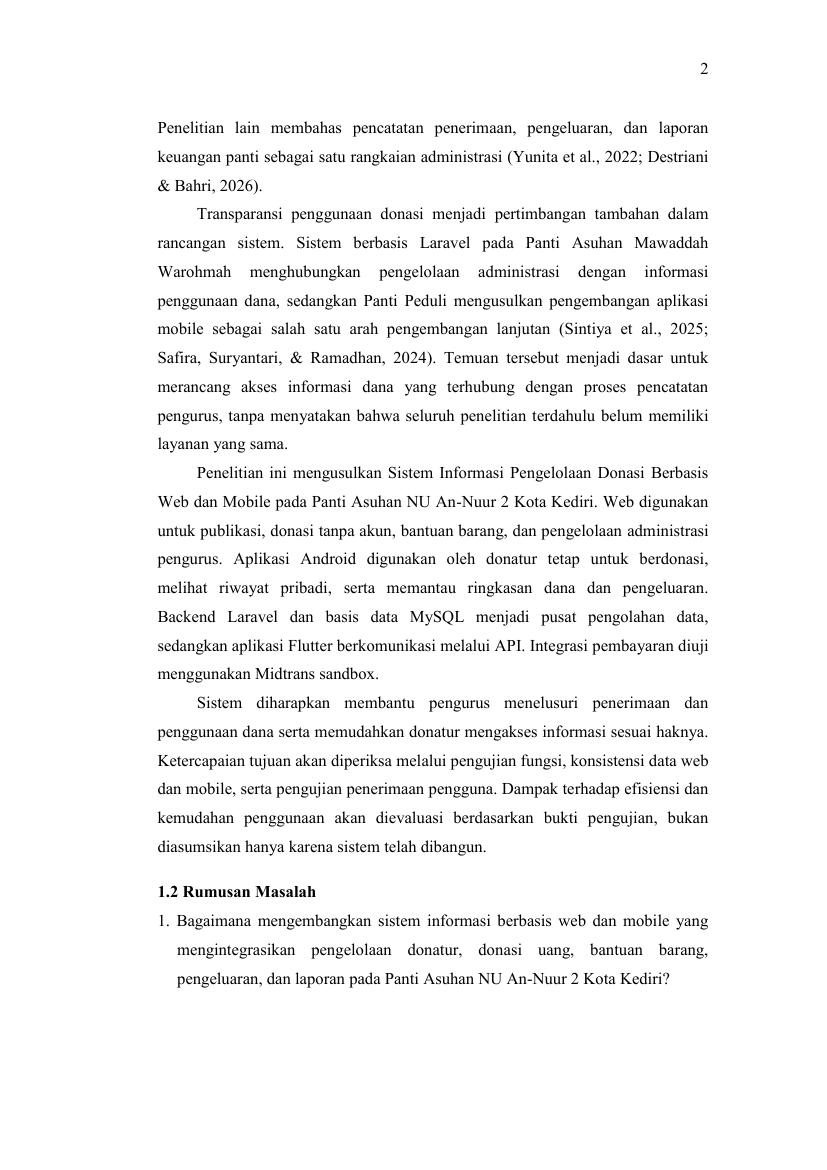 2
Penelitian lain membahas pencatatan penerimaan, pengeluaran, dan laporan
keuangan panti sebagai satu rangkaian administrasi (Yunita et al., 2022; Destriani
& Bahri, 2026).
Transparansi penggunaan donasi menjadi pertimbangan tambahan dalam
rancangan sistem. Sistem berbasis Laravel pada Panti Asuhan Mawaddah
Warohmah menghubungkan pengelolaan administrasi dengan informasi
penggunaan dana, sedangkan Panti Peduli mengusulkan pengembangan aplikasi
mobile sebagai salah satu arah pengembangan lanjutan (Sintiya et al., 2025;
Safira, Suryantari, & Ramadhan, 2024). Temuan tersebut menjadi dasar untuk
merancang akses informasi dana yang terhubung dengan proses pencatatan
pengurus, tanpa menyatakan bahwa seluruh penelitian terdahulu belum memiliki
layanan yang sama.
Penelitian ini mengusulkan Sistem Informasi Pengelolaan Donasi Berbasis
Web dan Mobile pada Panti Asuhan NU An-Nuur 2 Kota Kediri. Web digunakan
untuk publikasi, donasi tanpa akun, bantuan barang, dan pengelolaan administrasi
pengurus. Aplikasi Android digunakan oleh donatur tetap untuk berdonasi,
melihat riwayat pribadi, serta memantau ringkasan dana dan pengeluaran.
Backend Laravel dan basis data MySQL menjadi pusat pengolahan data,
sedangkan aplikasi Flutter berkomunikasi melalui API. Integrasi pembayaran diuji
menggunakan Midtrans sandbox.
Sistem diharapkan membantu pengurus menelusuri penerimaan dan
penggunaan dana serta memudahkan donatur mengakses informasi sesuai haknya.
Ketercapaian tujuan akan diperiksa melalui pengujian fungsi, konsistensi data web
dan mobile, serta pengujian penerimaan pengguna. Dampak terhadap efisiensi dan
kemudahan penggunaan akan dievaluasi berdasarkan bukti pengujian, bukan
diasumsikan hanya karena sistem telah dibangun.
1.2 Rumusan Masalah
1. Bagaimana mengembangkan sistem informasi berbasis web dan mobile yang
mengintegrasikan pengelolaan donatur, donasi uang, bantuan barang,
pengeluaran, dan laporan pada Panti Asuhan NU An-Nuur 2 Kota Kediri?